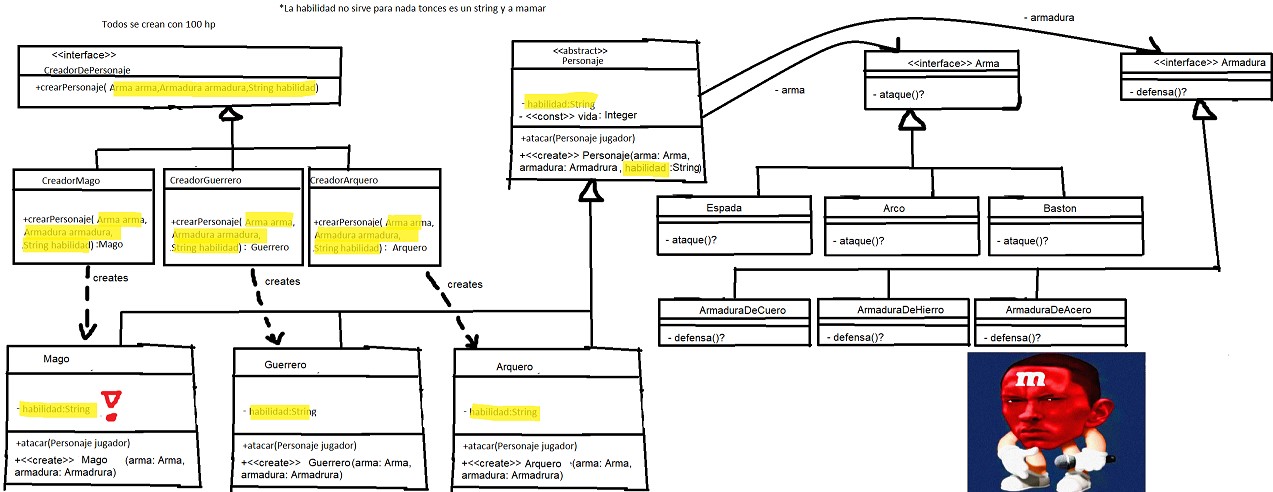 *La habilidad no sirve para nada tonces es un string y a mamar
Todos se crean con 100 hp
<<interface>>
CreadorDePersonaje
+crearPersonaje( Arma arma,Armadura armadura,String habilidad)
CreadorMago
+crearPersonaje( Arma arma,
Armadura armadura,
String habilidad) :Mago
CreadorGuerrero
+crearPersonaje( Arma arma,
Armadura armadura,
String habilidad) : Guerrero
CreadorArquero
+crearPersonaje( Arma arma,
Armadura armadura,
String habilidad) : Arquero
creates
creates
creates
<<abstract>>
Personaje
- habilidad:String
- <<const>> vida : Integer
+atacar(Personaje jugador)
+<<create>> Personaje(arma: Arma,
armadura: Armadrura, habilidad :String)
- armadura
- arma
<<interface>> Arma
- ataque()?
<<interface>> Armadura
- defensa()?
Espada
- ataque()?
Arco
- ataque()?
Baston
- ataque()?
ArmaduraDeCuero
- defensa()?
ArmaduraDeHierro
- defensa()?
ArmaduraDeAcero
- defensa()?
Mago
- habilidad:String
+atacar(Personaje jugador)
+<<create>> Mago (arma: Arma,
armadura: Armadrura)
Guerrero
- habilidad:String
+atacar(Personaje jugador)
+<<create>> Guerrero(arma: Arma,
armadura: Armadrura)
Arquero
- habilidad:String
+atacar(Personaje jugador)
+<<create>> Arquero (arma: Arma,
armadura: Armadrura)
m